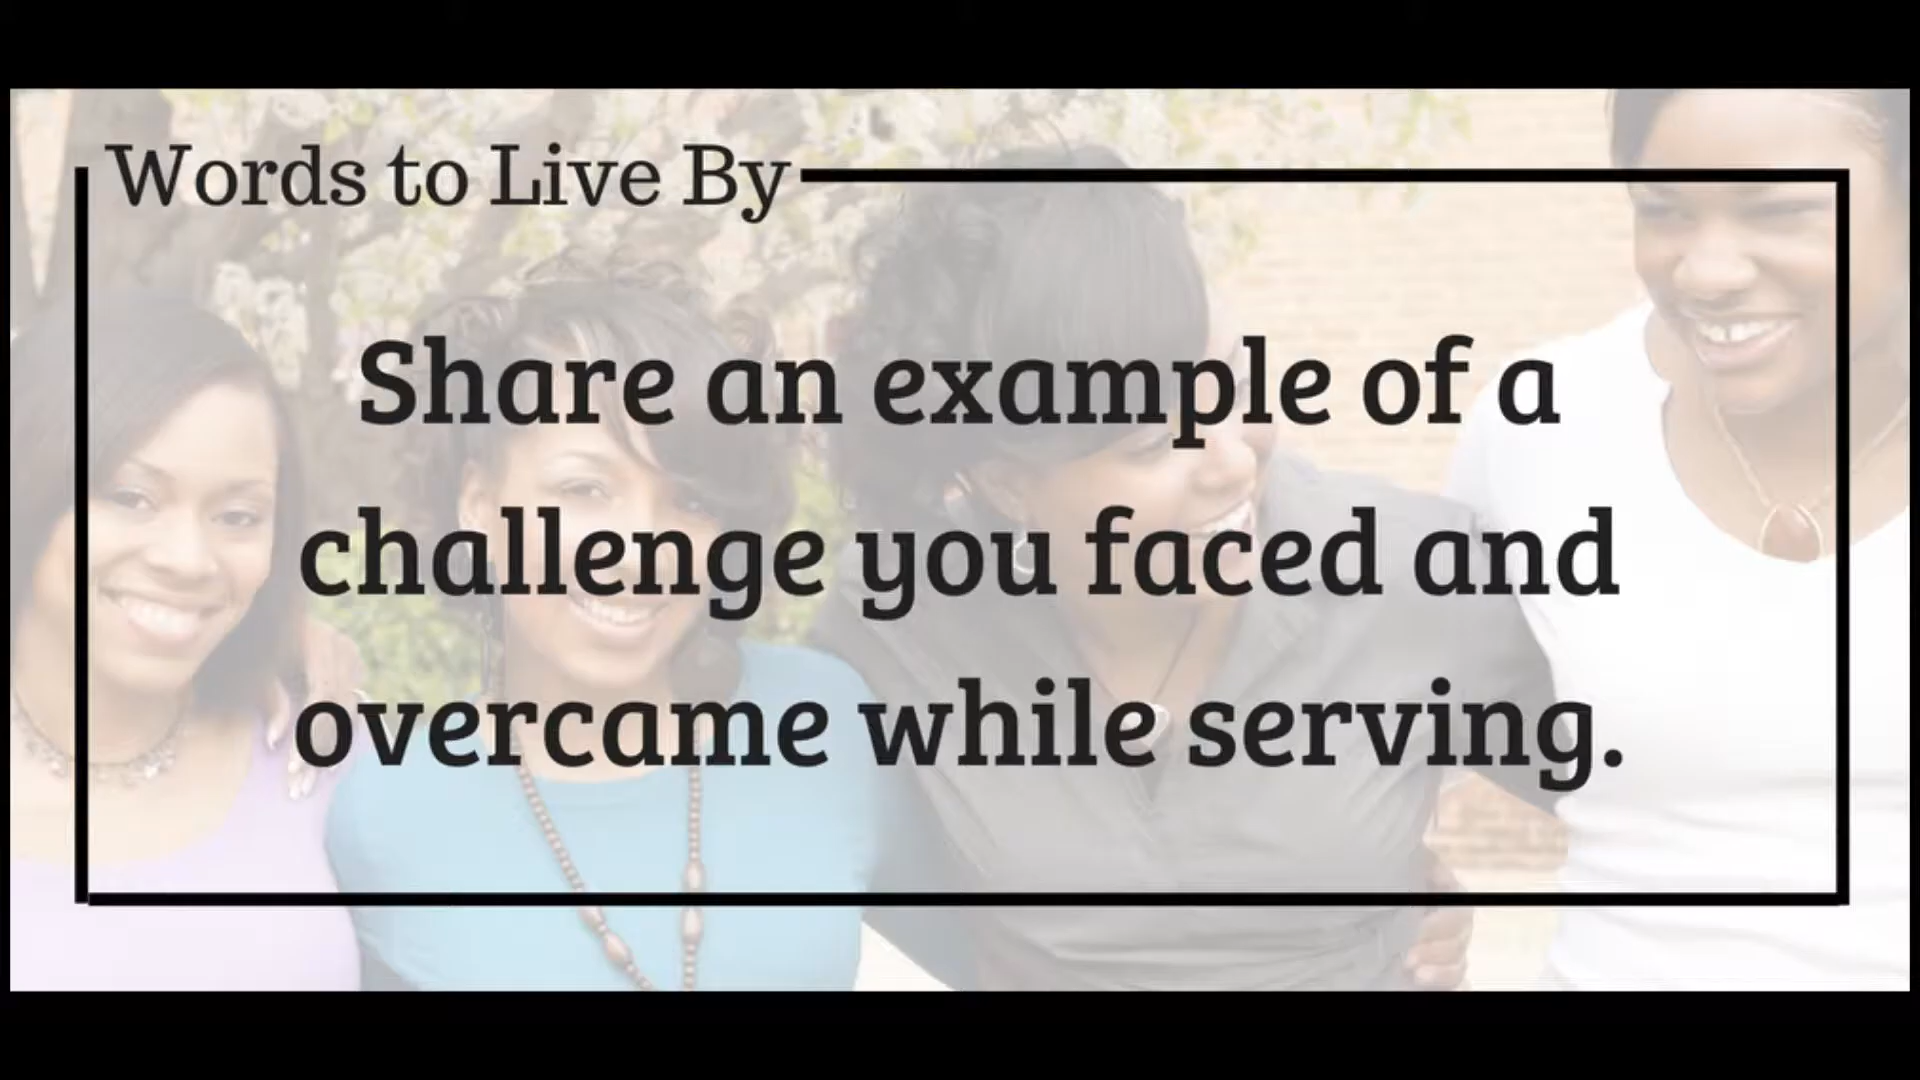 Words to Live By
Share an example of a
challenge you faced and
overcame while serving.